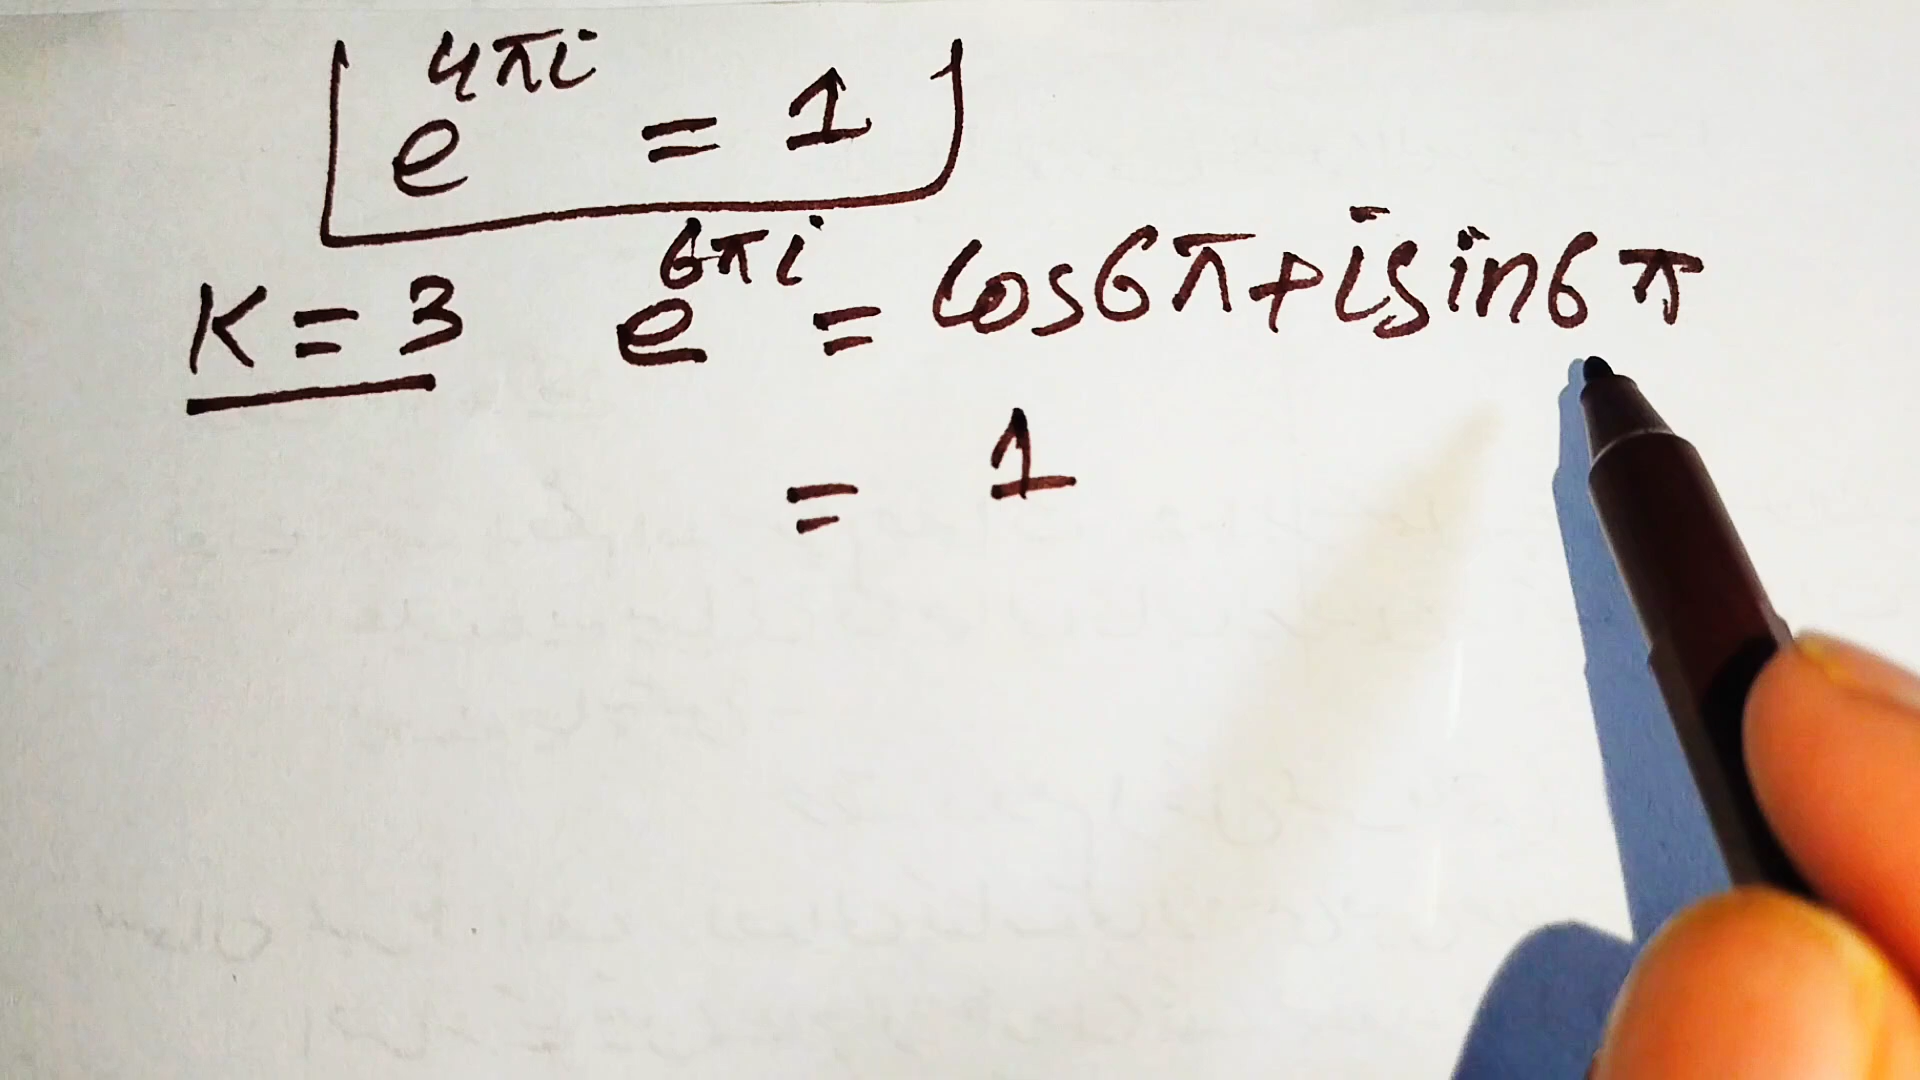 e^{4πi} = 1
K = 3 e^{6πi} = cos6π + isin6π
= 1